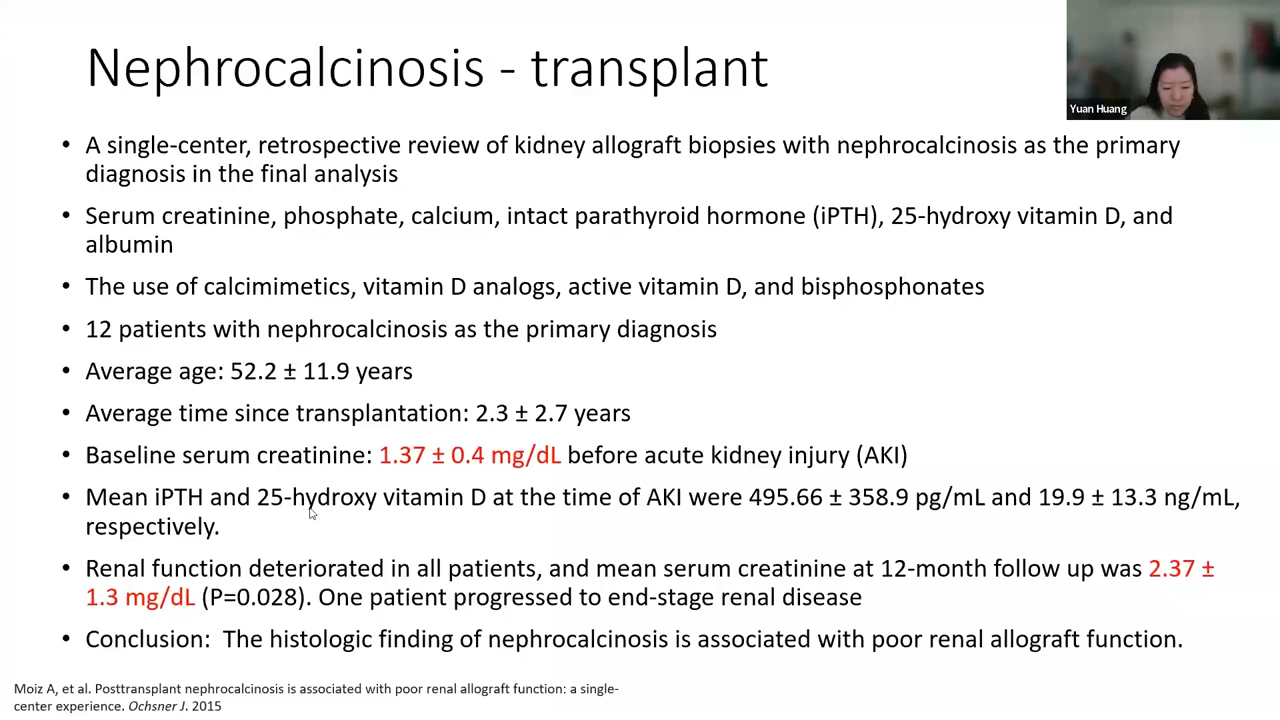 Nephrocalcinosis - transplant
Yuan Huang
• A single-center, retrospective review of kidney allograft biopsies with nephrocalcinosis as the primary
diagnosis in the final analysis
• Serum creatinine, phosphate, calcium, intact parathyroid hormone (iPTH), 25-hydroxy vitamin D, and
albumin
• The use of calcimimetics, vitamin D analogs, active vitamin D, and bisphosphonates
• 12 patients with nephrocalcinosis as the primary diagnosis
• Average age: 52.2 ± 11.9 years
• Average time since transplantation: 2.3 ± 2.7 years
• Baseline serum creatinine: 1.37 ± 0.4 mg/dL before acute kidney injury (AKI)
• Mean iPTH and 25-hydroxy vitamin D at the time of AKI were 495.66 ± 358.9 pg/mL and 19.9 ± 13.3 ng/mL,
respectively.
• Renal function deteriorated in all patients, and mean serum creatinine at 12-month follow up was 2.37 ±
1.3 mg/dL (P=0.028). One patient progressed to end-stage renal disease
• Conclusion:  The histologic finding of nephrocalcinosis is associated with poor renal allograft function.
Moiz A, et al. Posttransplant nephrocalcinosis is associated with poor renal allograft function: a single-
center experience. Ochsner J. 2015